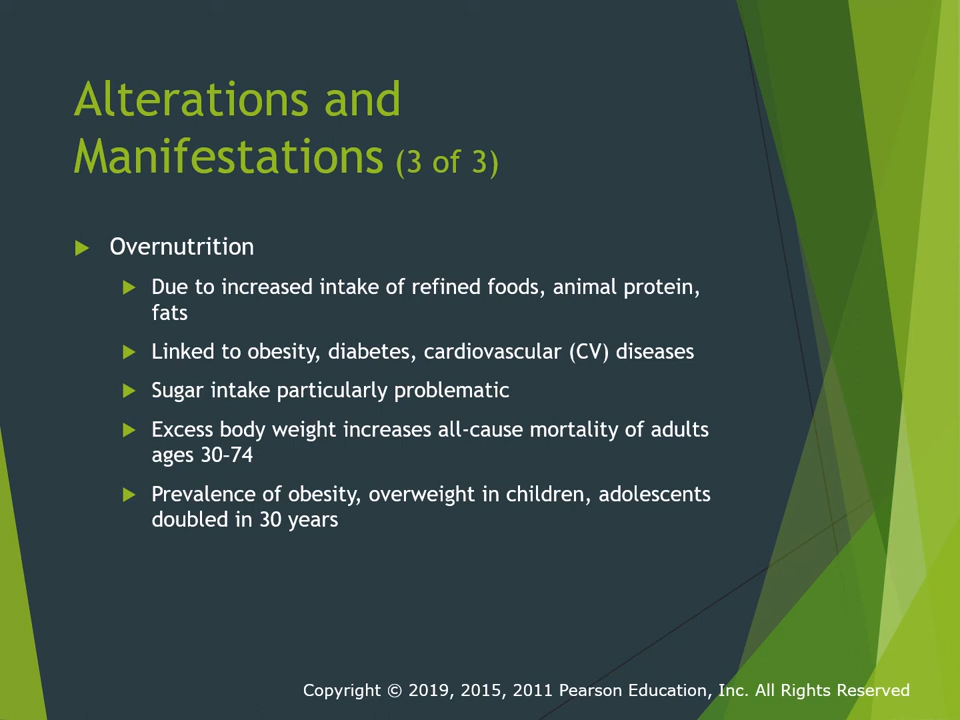 Alterations and
Manifestations (3 of 3)
Overnutrition
Due to increased intake of refined foods, animal protein,
fats
Linked to obesity, diabetes, cardiovascular (CV) diseases
Sugar intake particularly problematic
Excess body weight increases all-cause mortality of adults
ages 30–74
Prevalence of obesity, overweight in children, adolescents
doubled in 30 years
Copyright © 2019, 2015, 2011 Pearson Education, Inc. All Rights Reserved